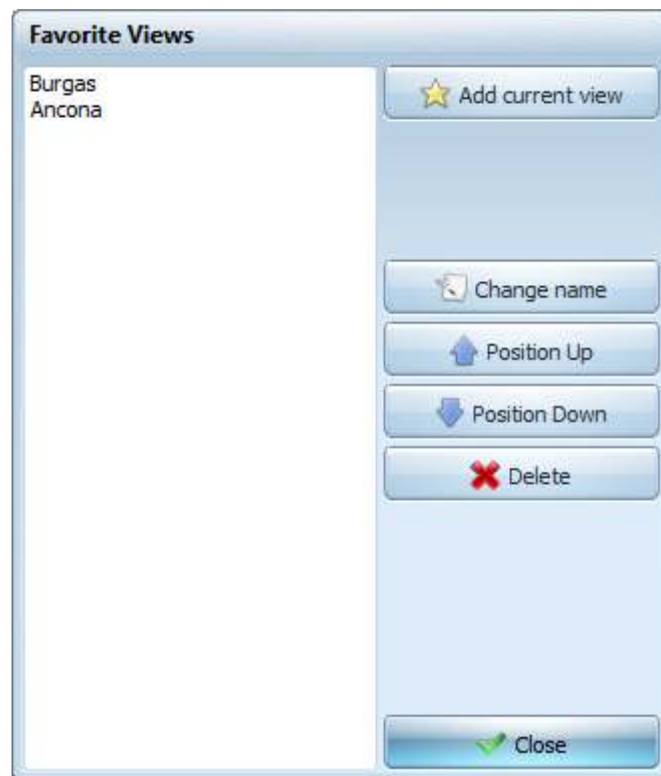 Favorite Views
Burgas
Ancona
Add current view
Change name
Position Up
Position Down
Delete
Close